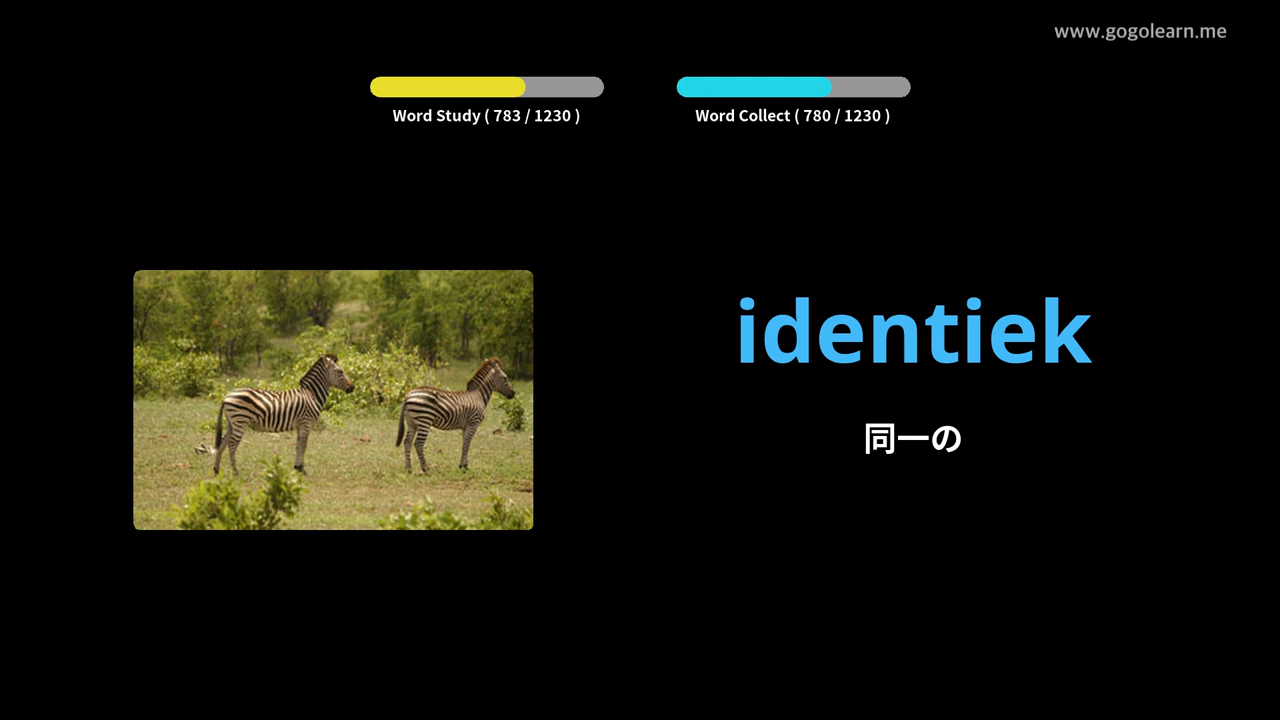 www.gogolearn.me
Word Study ( 783 / 1230 )
Word Collect ( 780 / 1230 )
identiek
同一の